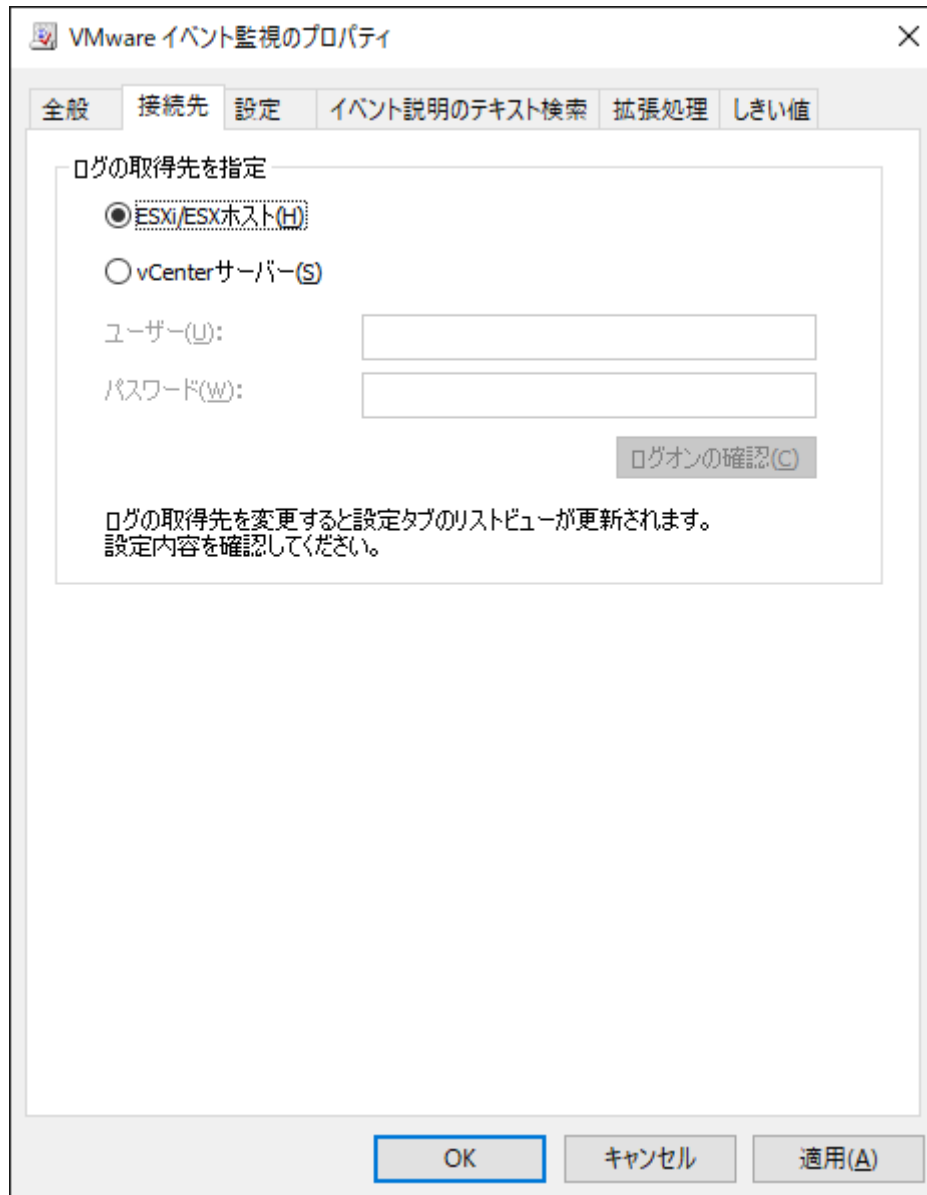 VMware イベント監視のプロパティ
全般 接続先 設定 イベント説明のテキスト検索 拡張処理 しきい値
ログの取得先を指定
ESXi/ESXホスト(H)
vCenterサーバー(S)
ユーザー(U):
パスワード(W):
ログオンの確認(C)
ログの取得先を変更すると設定タブのリストビューが更新されます。
設定内容を確認してください。
OK キャンセル 適用(A)